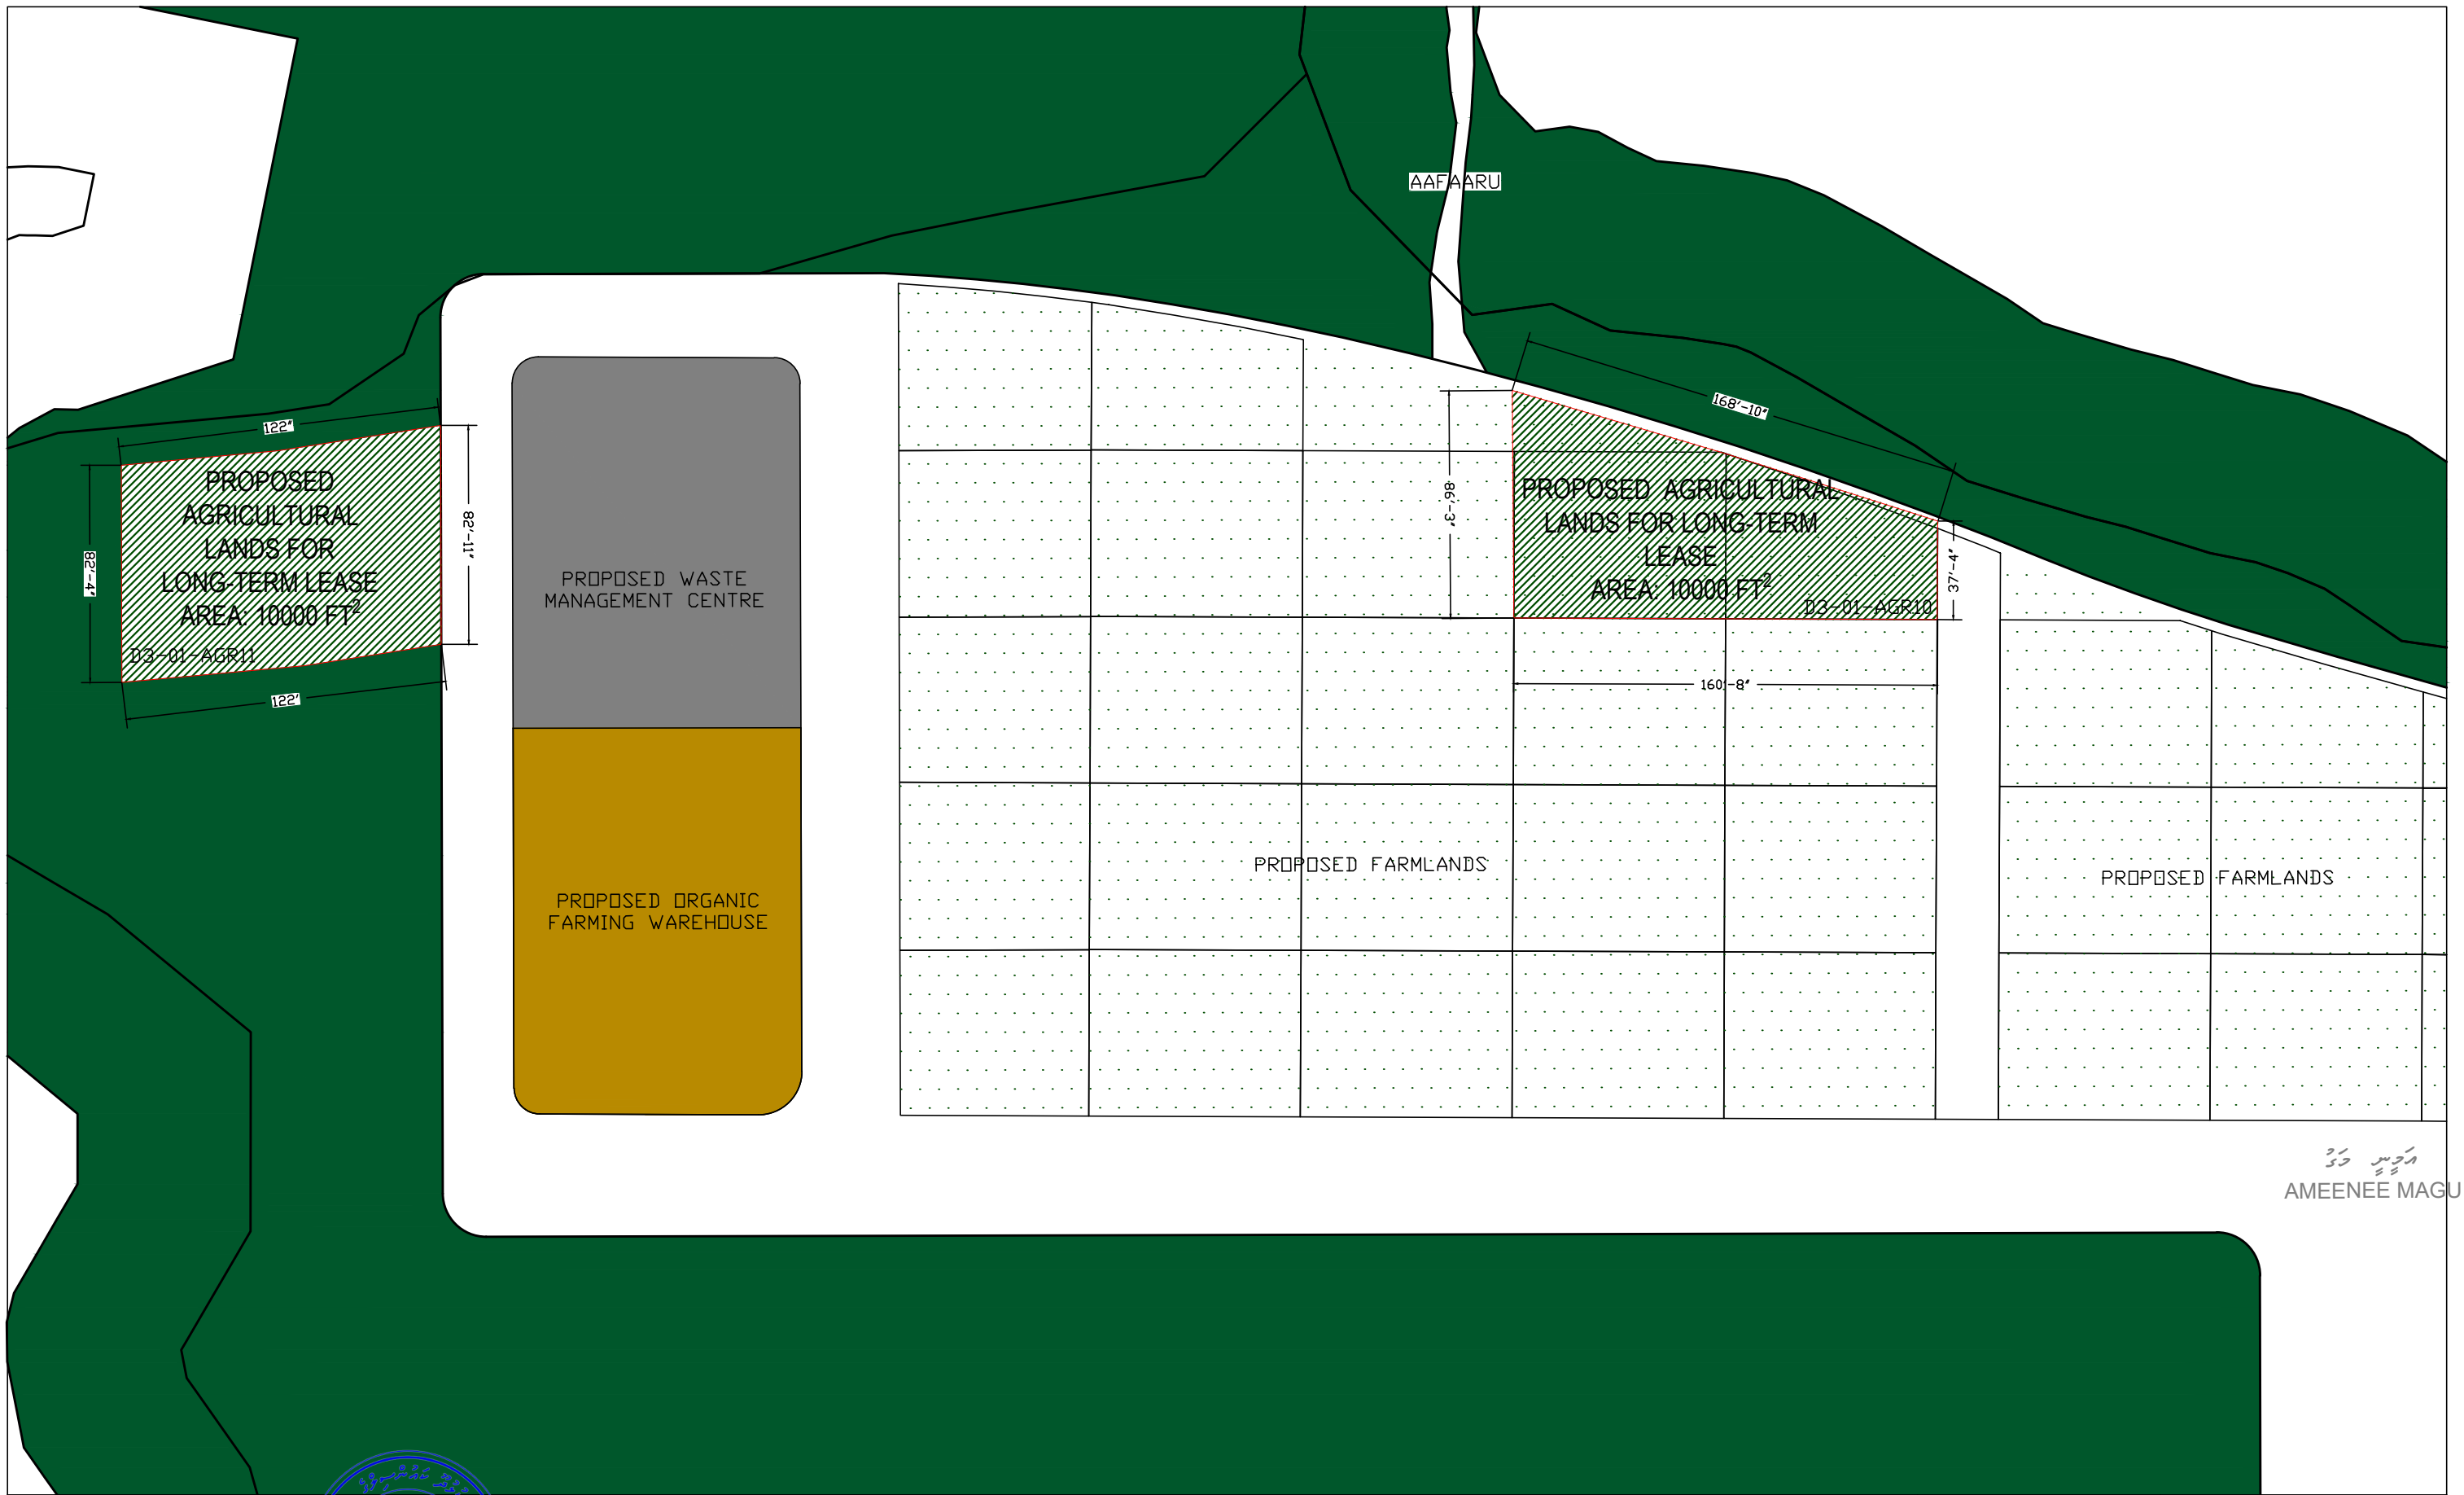 AAFAARU
122"
PROPOSED
AGRICULTURAL
LANDS FOR
LONG-TERM LEASE
AREA: 10000 FT²
D3-01-AGR11
82'-4"
82'-11"
122'
PROPOSED WASTE
MANAGEMENT CENTRE
PROPOSED ORGANIC
FARMING WAREHOUSE
168'-10"
86'-3"
PROPOSED AGRICULTURAL
LANDS FOR LONG-TERM
LEASE
AREA: 10000 FT²
D3-01-AGR10
37'-4"
160'-8"
PROPOSED FARMLANDS
PROPOSED FARMLANDS
އަމީނީ މަގު
AMEENEE MAGU